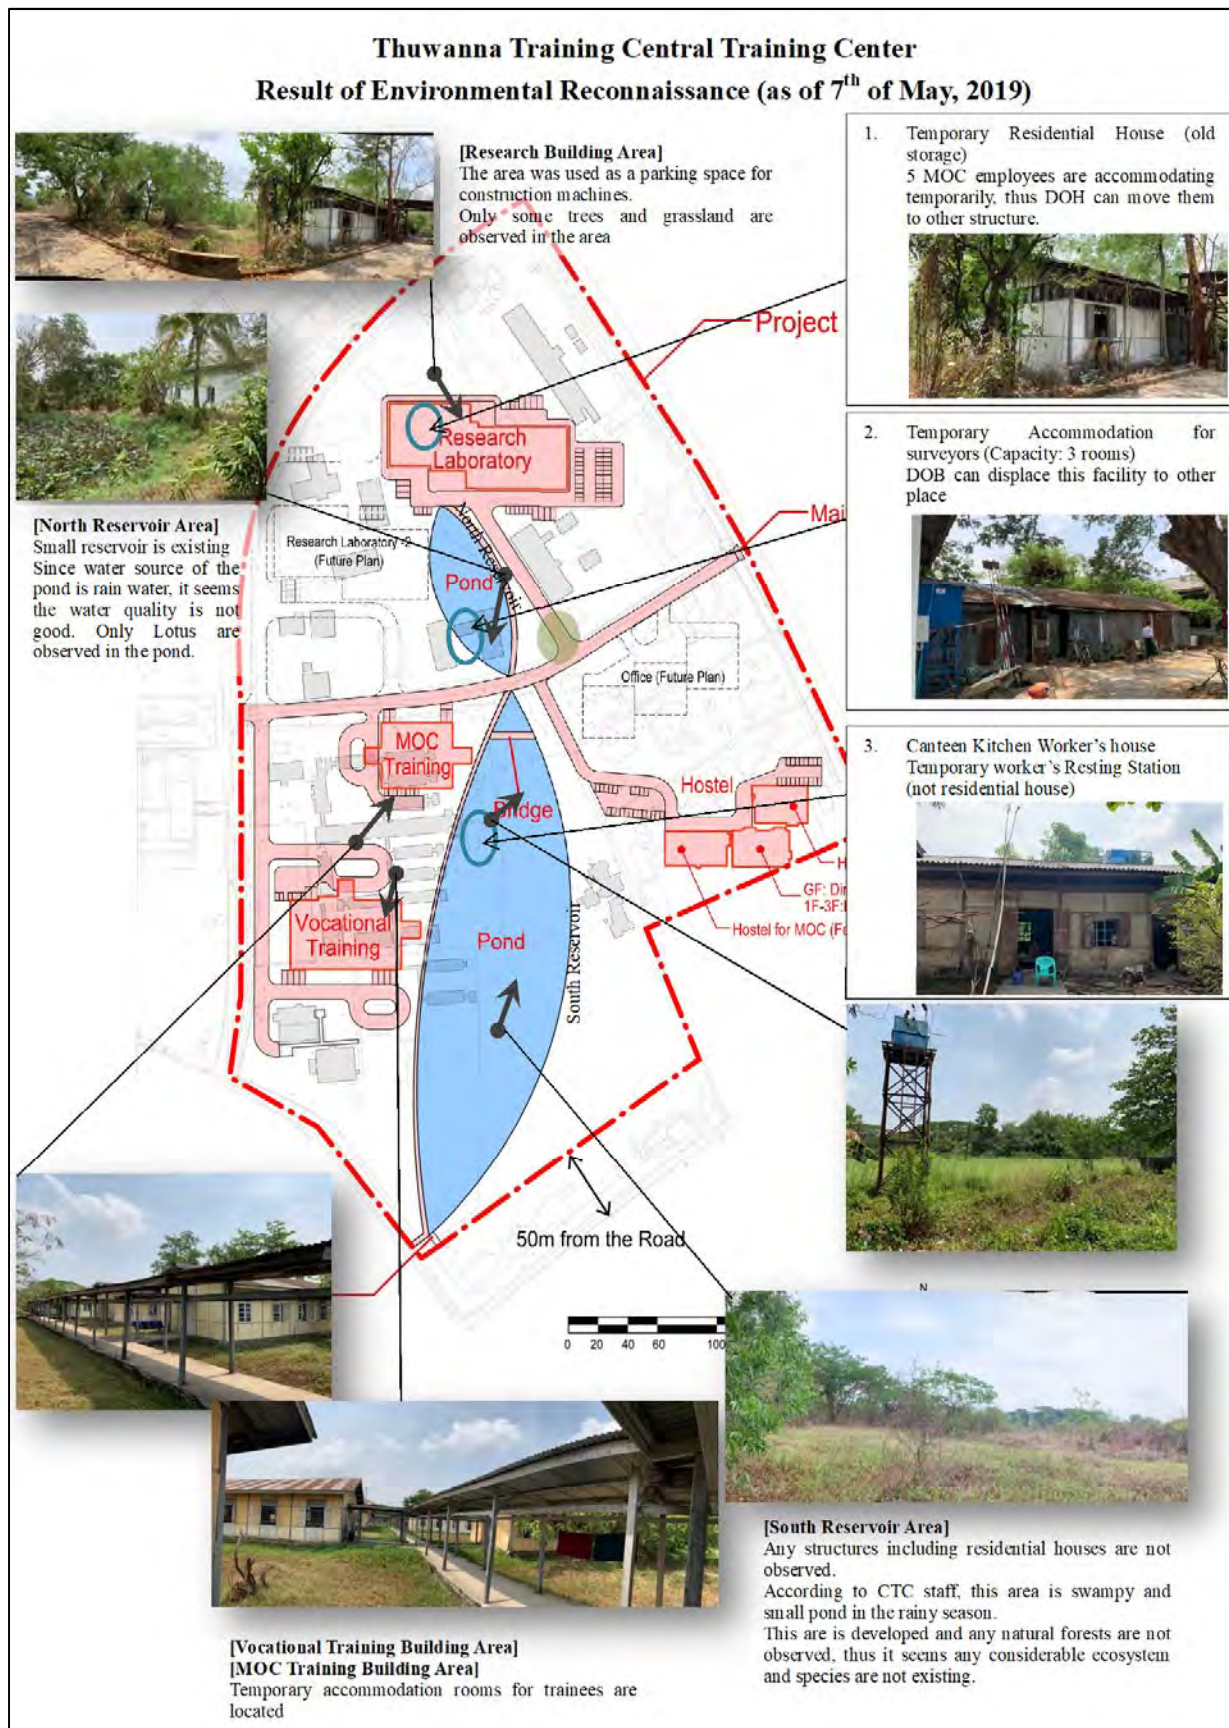 Thuwanna Training Central Training Center
Result of Environmental Reconnaissance (as of 7th of May, 2019)
[Research Building Area]
The area was used as a parking space for
construction machines.
Only some trees and grassland are
observed in the area
1. Temporary Residential House (old
storage)
5 MOC employees are accommodating
temporarily, thus DOH can move them
to other structure.
Project
Research
Laboratory
2. Temporary Accommodation for
surveyors (Capacity: 3 rooms)
DOB can displace this facility to other
place
[North Reservoir Area]
Small reservoir is existing
Since water source of the
pond is rain water, it seems
the water quality is not
good. Only Lotus are
observed in the pond.
Mai
North Reservoir
Research Laboratory -2
(Future Plan)
Pond
Office (Future Plan)
3. Canteen Kitchen Worker's house
Temporary worker's Resting Station
(not residential house)
MOC
Training
Hostel
Bridge
H
GF: Di
1F-3F:
Hostel for MOC (Fe
Vocational
Training
Pond
South Reservoir
50m from the Road
N
0 20 40 60 100
[South Reservoir Area]
Any structures including residential houses are not
observed.
According to CTC staff, this area is swampy and
small pond in the rainy season.
This are is developed and any natural forests are not
observed, thus it seems any considerable ecosystem
and species are not existing.
[Vocational Training Building Area]
[MOC Training Building Area]
Temporary accommodation rooms for trainees are
located